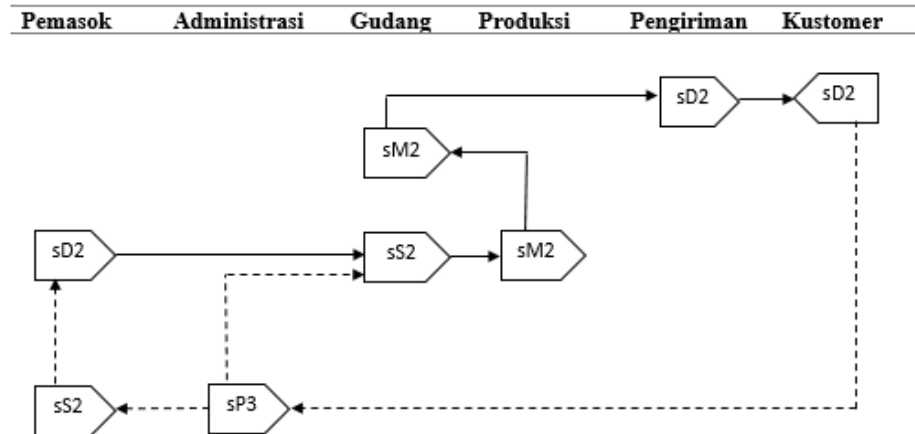 Pemasok Administrasi Gudang Produksi Pengiriman Kustomer
sD2 sD2
sM2
sD2 sS2 sM2
sS2 sP3